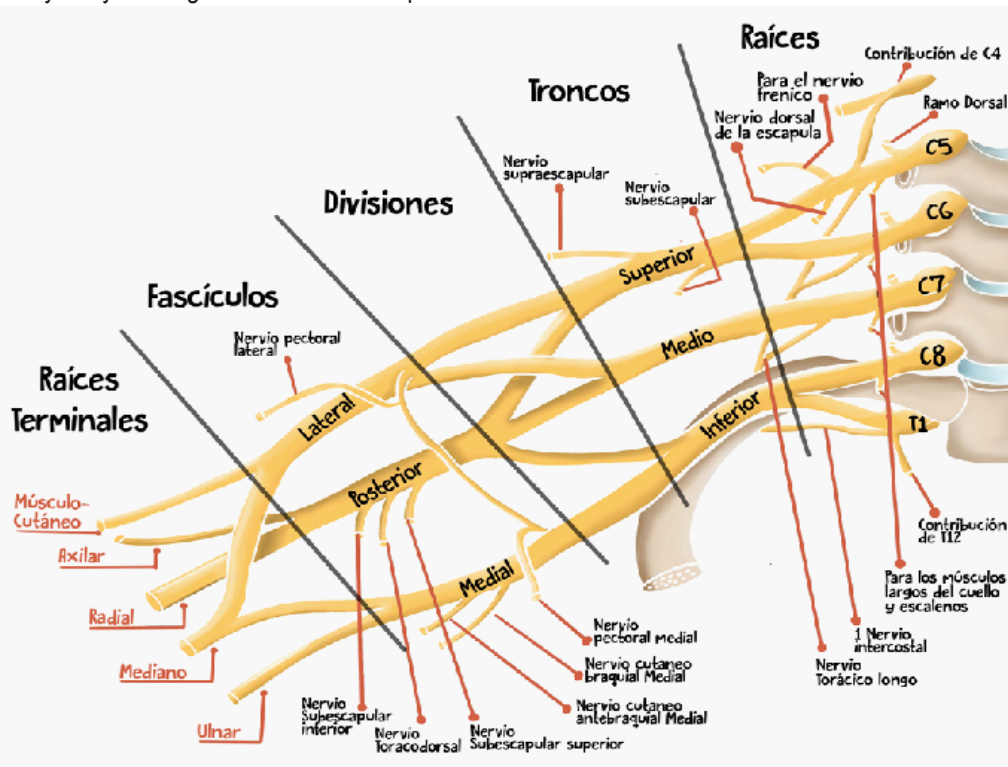 Raíces
Contribución de C4
Troncos
Para el nervio
frenico
Ramo Dorsal
Nervio dorsal
de la escapula
C5
Nervio
supraescapular
Nervio
subescapular
Divisiones
C6
Superior
C7
Fascículos
Medio
Nervio pectoral
lateral
C8
Raíces
Terminales
Lateral
Inferior
T1
Posterior
Músculo-
Cutáneo
Axilar
Contribución
de T12
Medial
Para los músculos
largos del cuello
y escalenos
Radial
Nervio
pectoral medial
1 Nervio
intercostal
Mediano
Nervio cutaneo
braquial Medial
Nervio
Torácico longo
Nervio
Subescapular
inferior
Nervio cutaneo
antebraquial Medial
Ulnar
Nervio
Toracodorsal
Nervio
Subescapular superior